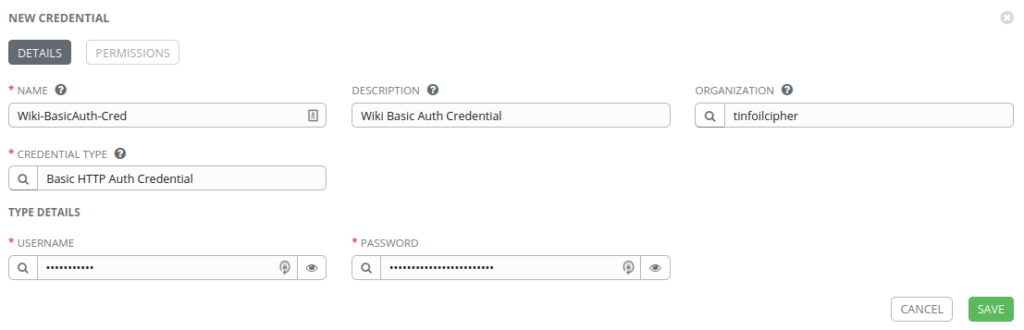 NEW CREDENTIAL
DETAILS PERMISSIONS
* NAME ? DESCRIPTION ? ORGANIZATION ?
Wiki-BasicAuth-Cred Wiki Basic Auth Credential tinfoilcipher
* CREDENTIAL TYPE ?
Basic HTTP Auth Credential
TYPE DETAILS
* USERNAME * PASSWORD
••••••••••• ••••••••••••••••••••••••
CANCEL SAVE